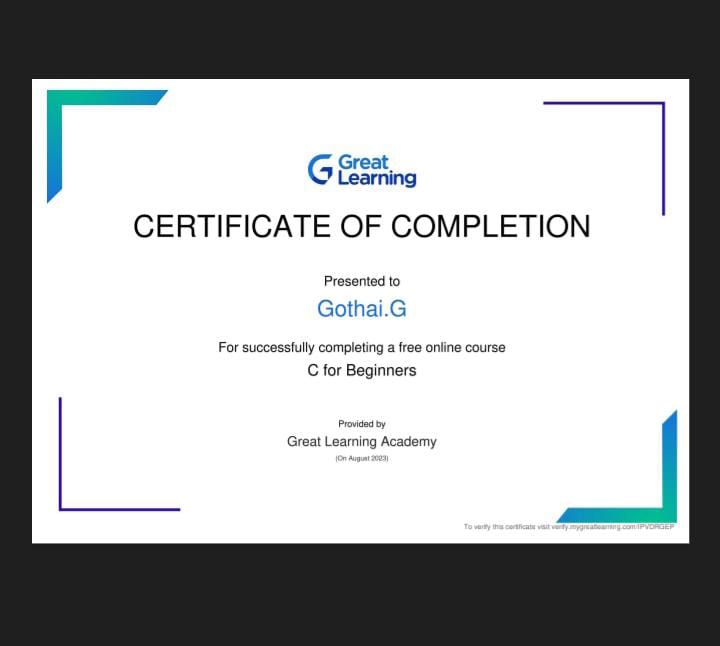 Great
Learning
CERTIFICATE OF COMPLETION
Presented to
Gothai.G
For successfully completing a free online course
C for Beginners
Provided by
Great Learning Academy
(On August 2023)
To verify this certificate visit verify.mygreatlearning.com/IPVDRGEP